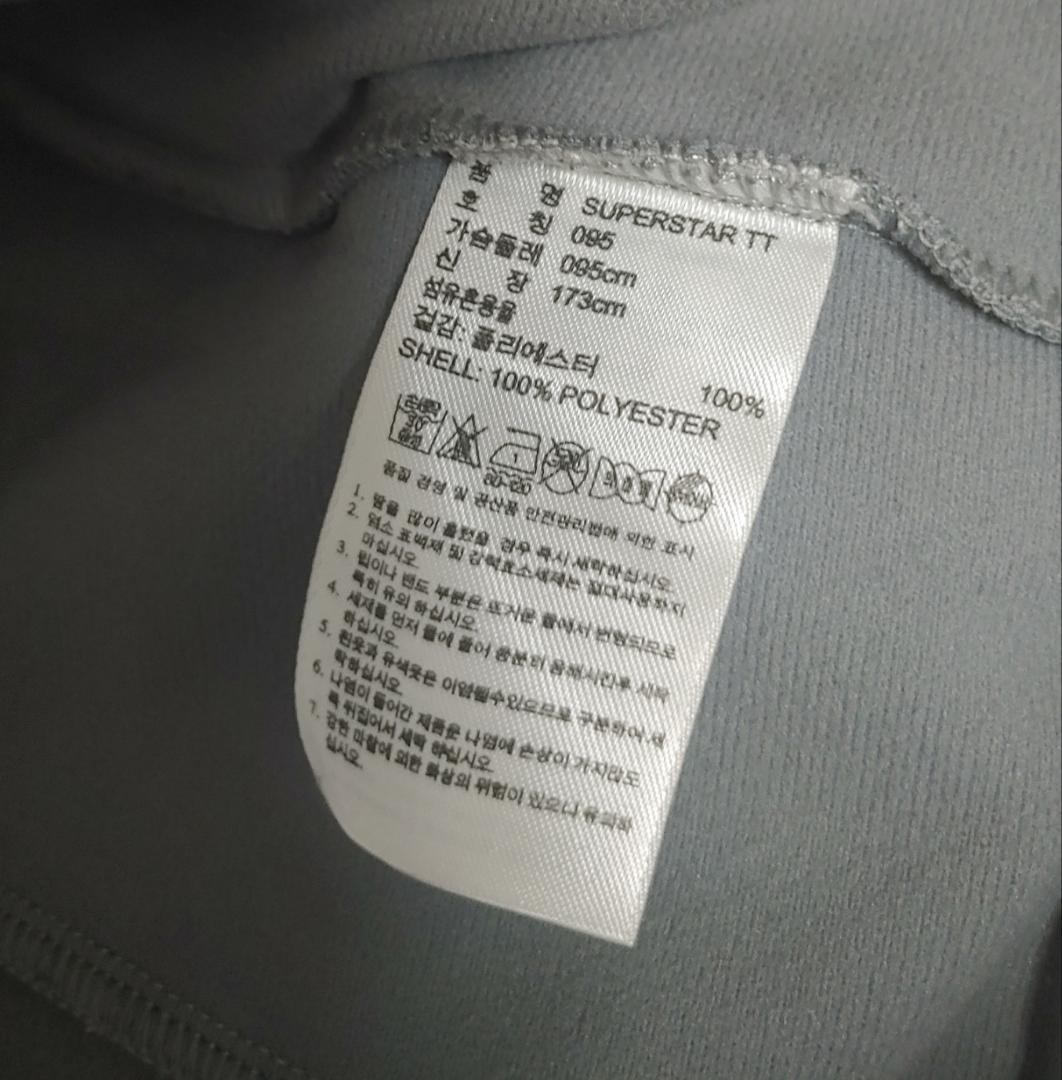 품 명 SUPERSTAR TT
호 칭 095
가슴둘레 095cm
신 장 173cm
섬유혼용율
겉감: 폴리에스터 100%
SHELL: 100% POLYESTER
30
1
80~120
품질 경영 및 공산품 안전관리법에 의한 표시
1. 땀을 많이 흘렸을 경우 즉시 세탁하십시오.
2. 염소 표백제 및 강력효소세제는 절대사용하지
마십시오.
3. 립이나 밴드 부분은 뜨거운 물에서 변형되므로
특히 유의 하십시오.
4. 세제를 먼저 물에 풀어 충분히 용해시킨후 세탁
하십시오.
5. 흰옷과 유색옷은 이염될수있으므로 구분하여 세
탁하십시오.
6. 나염이 들어간 제품은 나염에 손상이 가지않도
록 뒤집어서 세탁 하십시오.
7. 강한 마찰에 의한 화상의 위험이 있으니 유의하
십시오.